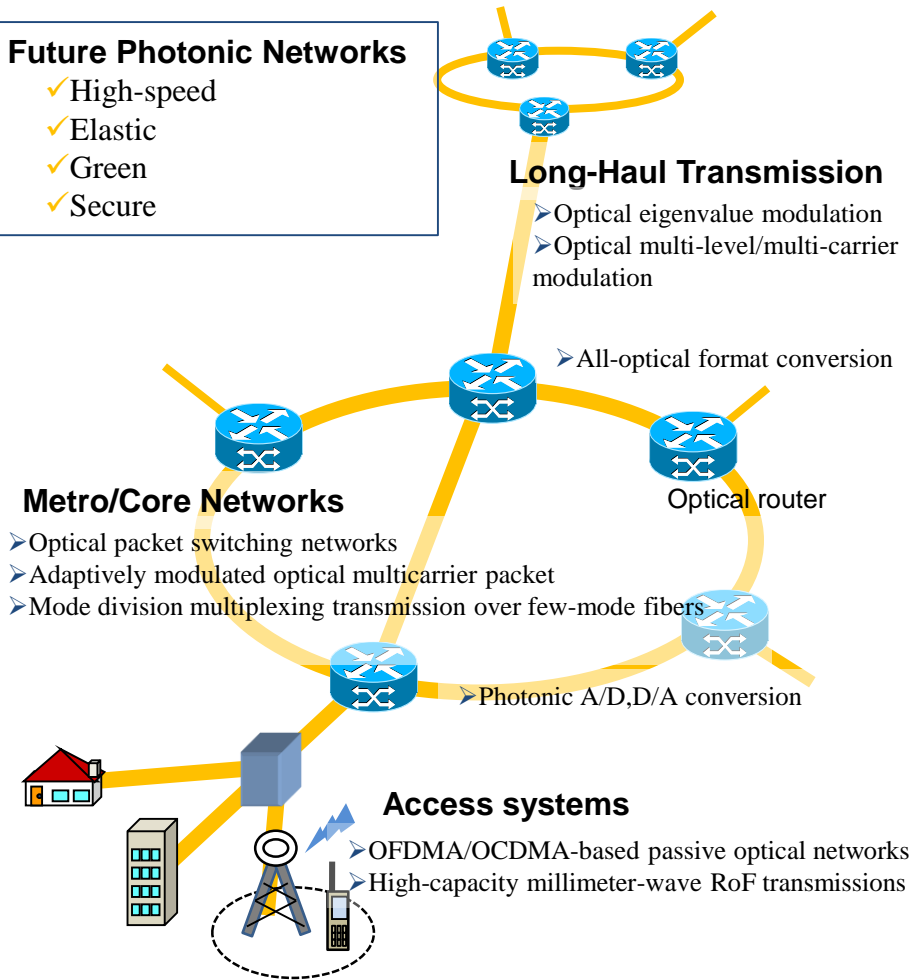 Future Photonic Networks
✓High-speed
✓Elastic
✓Green
✓Secure
Long-Haul Transmission
➢Optical eigenvalue modulation
➢Optical multi-level/multi-carrier
modulation
➢All-optical format conversion
Optical router
Metro/Core Networks
➢Optical packet switching networks
➢Adaptively modulated optical multicarrier packet
➢Mode division multiplexing transmission over few-mode fibers
➢Photonic A/D,D/A conversion
Access systems
➢OFDMA/OCDMA-based passive optical networks
➢High-capacity millimeter-wave RoF transmissions